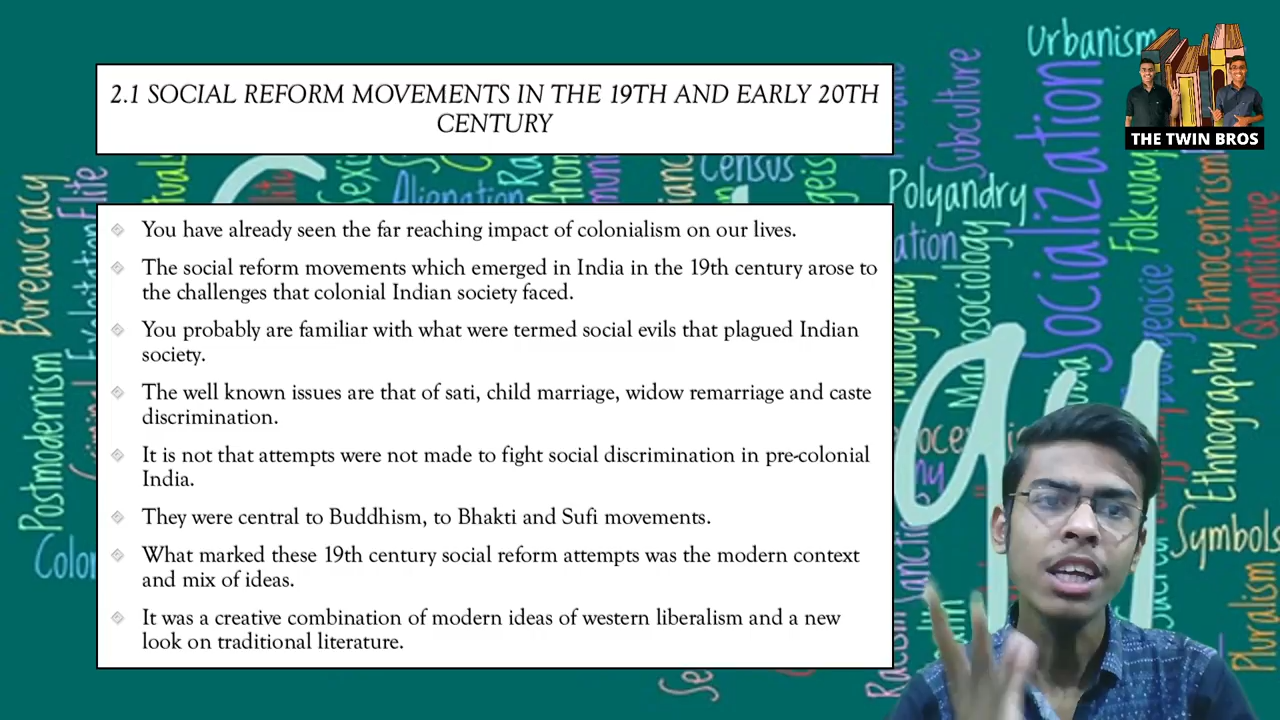 2.1 SOCIAL REFORM MOVEMENTS IN THE 19TH AND EARLY 20TH
CENTURY
You have already seen the far reaching impact of colonialism on our lives.
The social reform movements which emerged in India in the 19th century arose to
the challenges that colonial Indian society faced.
You probably are familiar with what were termed social evils that plagued Indian
society.
The well known issues are that of sati, child marriage, widow remarriage and caste
discrimination.
It is not that attempts were not made to fight social discrimination in pre-colonial
India.
They were central to Buddhism, to Bhakti and Sufi movements.
What marked these 19th century social reform attempts was the modern context
and mix of ideas.
It was a creative combination of modern ideas of western liberalism and a new
look on traditional literature.
THE TWIN BROS
Urbanism
Subculture
Socialization
Folkway
Ethnocentrism
Quantitative
Polyandry
Census
Alienation
Bureaucracy
Elite
Postmodernism
Monogamy
Ethnography
Symbols
Pluralism